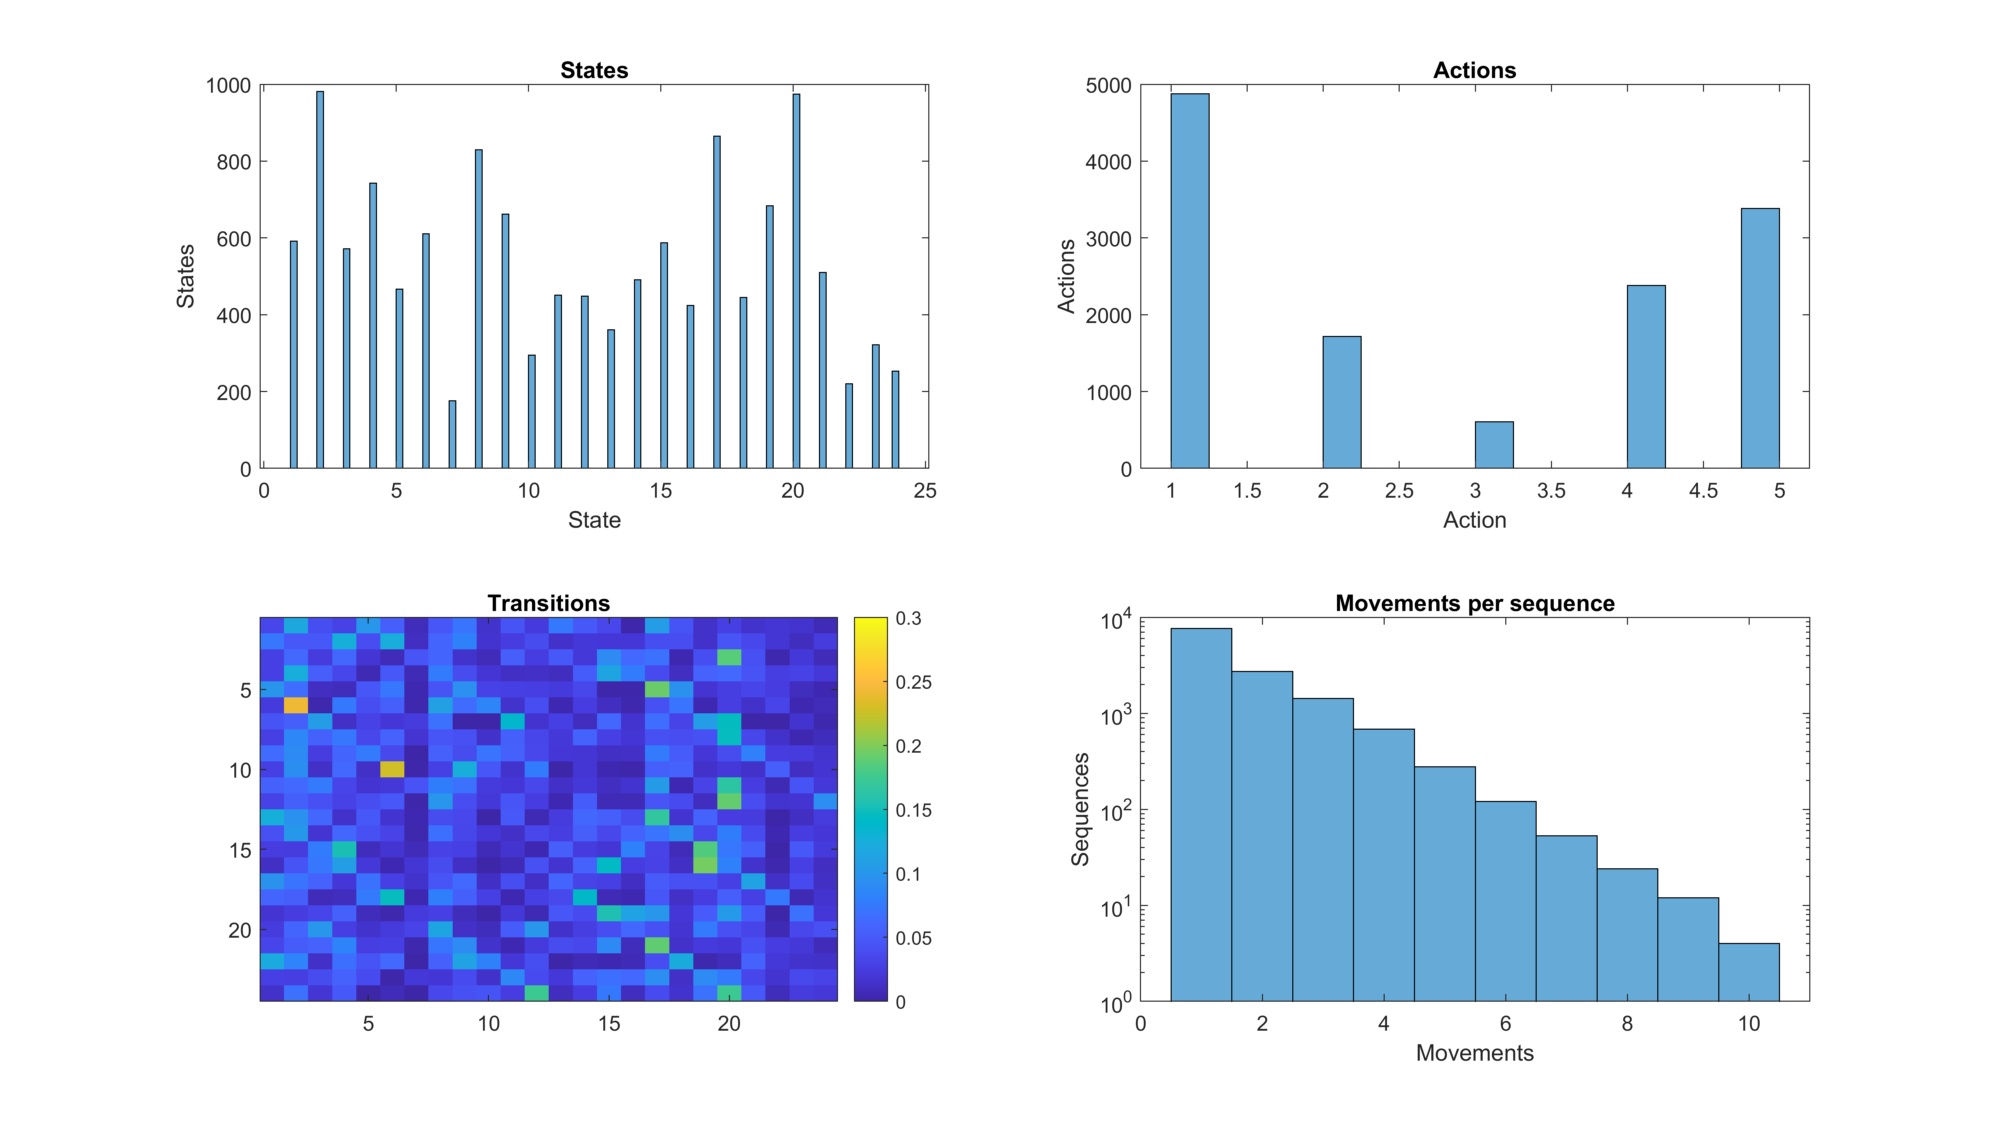 States
1000
800
600
400
200
0
States
0 5 10 15 20 25
State
Actions
5000
4000
3000
2000
1000
0
Actions
1 1.5 2 2.5 3 3.5 4 4.5 5
Action
Transitions
5
10
15
20
5 10 15 20
0.3
0.25
0.2
0.15
0.1
0.05
0
Movements per sequence
10^4
10^3
10^2
10^1
10^0
Sequences
0 2 4 6 8 10
Movements